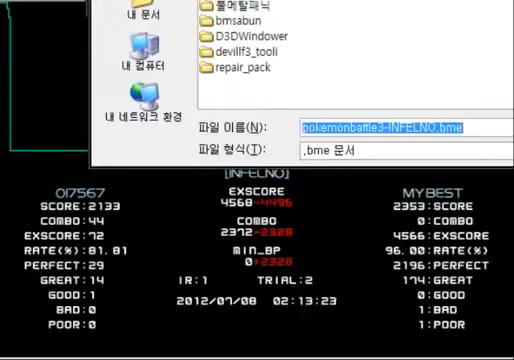 풀메탈패닉
내 문서
bmsabun
D3DWindower
devillf3_tooli
내 컴퓨터
repair_pack
내 네트워크 환경
파일 이름(N):
pokemonbattle3-INFELNO.bme
파일 형식(T):
,bme 문서
[INFELNO]
017567
EXSCORE
MYBEST
SCORE:2133
4568-4496
2353:SCORE
COMBO:44
COMBO
0:COMBO
EXSCORE:72
2372-2328
4566:EXSCORE
RATE(%):81.81
MIN_BP
96.00:RATE(%)
PERFECT:29
0+2328
2196:PERFECT
GREAT:14
IR:1
TRIAL:2
174:GREAT
GOOD:1
2012/07/08 02:13:23
0:GOOD
BAD:0
1:BAD
POOR:0
1:POOR